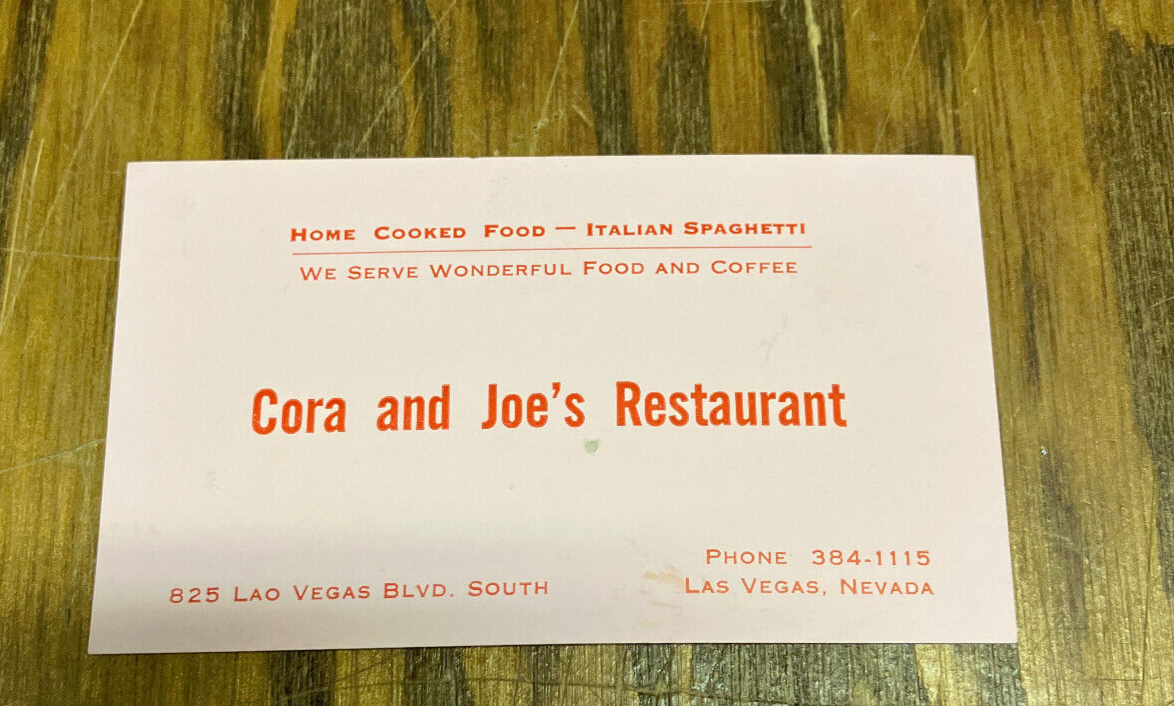 Home Cooked Food — Italian Spaghetti
We Serve Wonderful Food and Coffee
Cora and Joe's Restaurant
Phone 384-1115
825 Lao Vegas Blvd. South
Las Vegas, Nevada